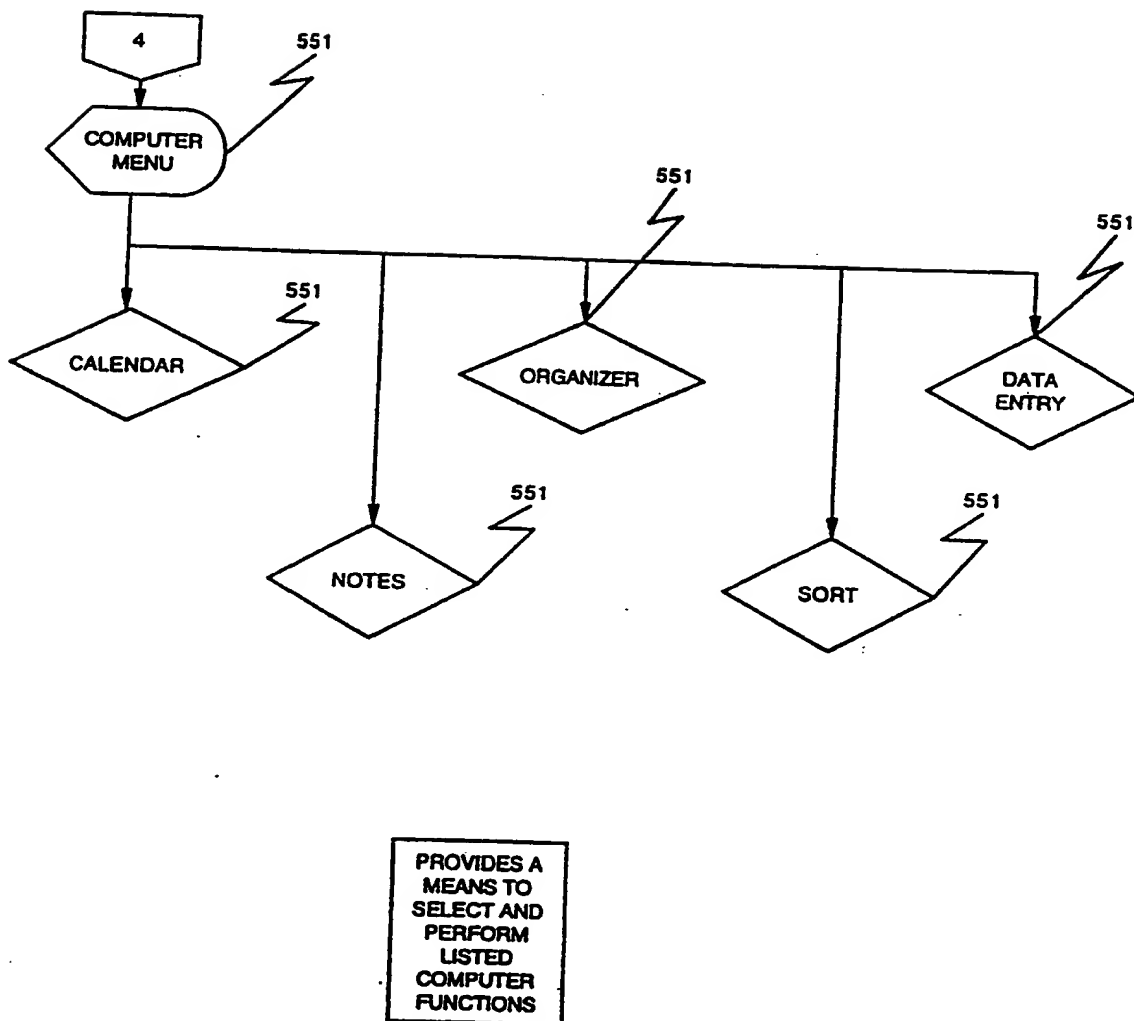 4
551
COMPUTER
MENU
551
551
551
CALENDAR
ORGANIZER
DATA
ENTRY
551
551
NOTES
SORT
PROVIDES A
MEANS TO
SELECT AND
PERFORM
LISTED
COMPUTER
FUNCTIONS